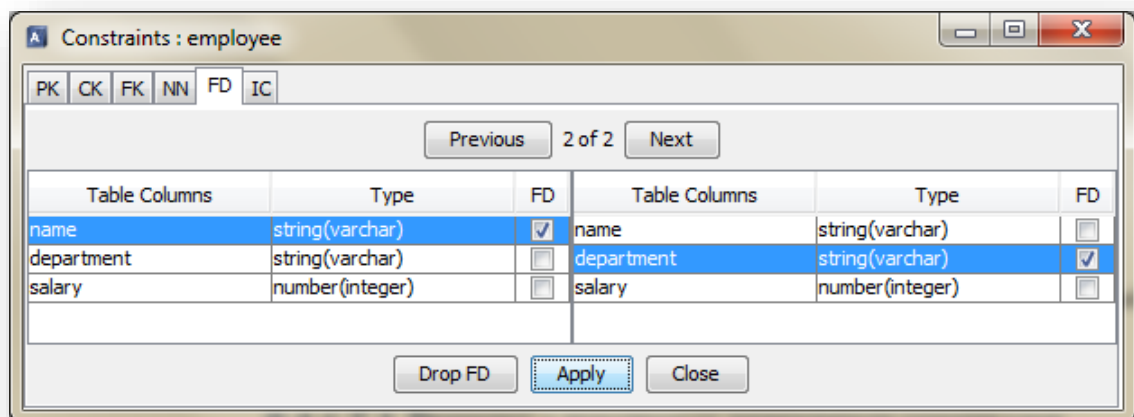 Constraints : employee
PK CK FK NN FD IC
Previous 2 of 2 Next
Table Columns Type FD Table Columns Type FD
name string(varchar) name string(varchar)
department string(varchar) department string(varchar)
salary number(integer) salary number(integer)
Drop FD Apply Close